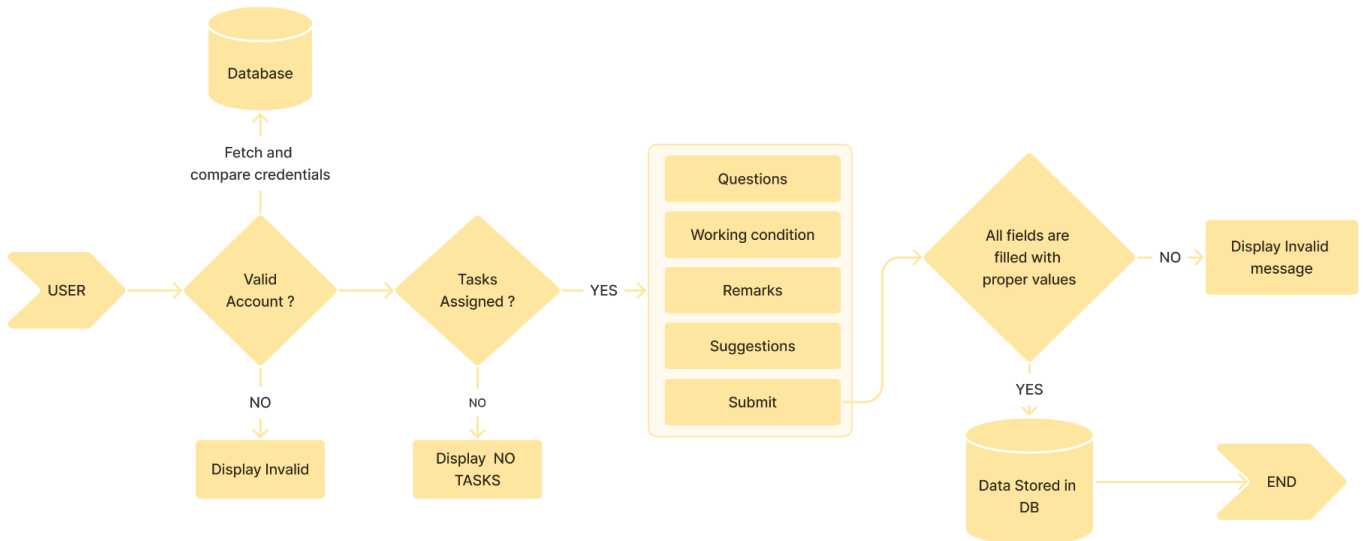 Database
Fetch and
compare credentials
USER
Valid
Account ?
NO
Display Invalid
Tasks
Assigned ?
NO
Display NO
TASKS
YES
Questions
Working condition
Remarks
Suggestions
Submit
All fields are
filled with
proper values
NO
Display Invalid
message
YES
Data Stored in
DB
END